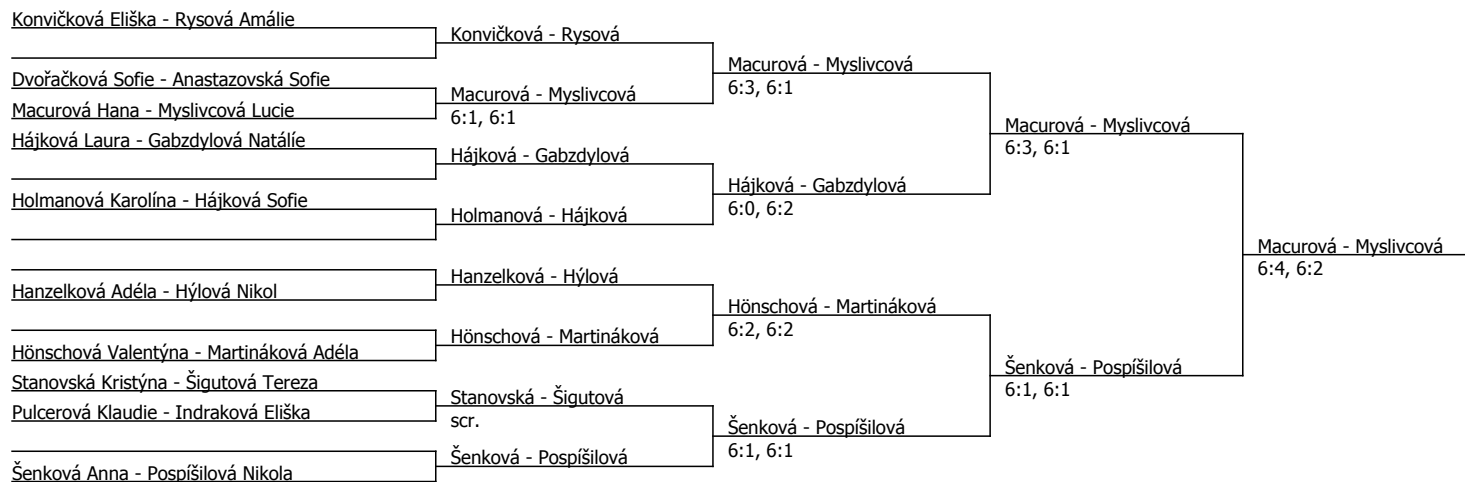 Konvičková Eliška - Rysová Amálie
Dvořačková Sofie - Anastazovská Sofie
Macurová Hana - Myslivcová Lucie
Hájková Laura - Gabzdylová Natálíe
Holmanová Karolína - Hájková Sofie
Hanzelková Adéla - Hýlová Nikol
Hönschová Valentýna - Martináková Adéla
Stanovská Kristýna - Šigutová Tereza
Pulcerová Klaudie - Indraková Eliška
Šenková Anna - Pospíšilová Nikola
Konvičková - Rysová
Macurová - Myslivcová
6:1, 6:1
Hájková - Gabzdylová
Holmanová - Hájková
Hanzelková - Hýlová
Hönschová - Martináková
Stanovská - Šigutová
scr.
Šenková - Pospíšilová
Macurová - Myslivcová
6:3, 6:1
Hájková - Gabzdylová
6:0, 6:2
Hönschová - Martináková
6:2, 6:2
Šenková - Pospíšilová
6:1, 6:1
Macurová - Myslivcová
6:3, 6:1
Šenková - Pospíšilová
6:1, 6:1
Macurová - Myslivcová
6:4, 6:2